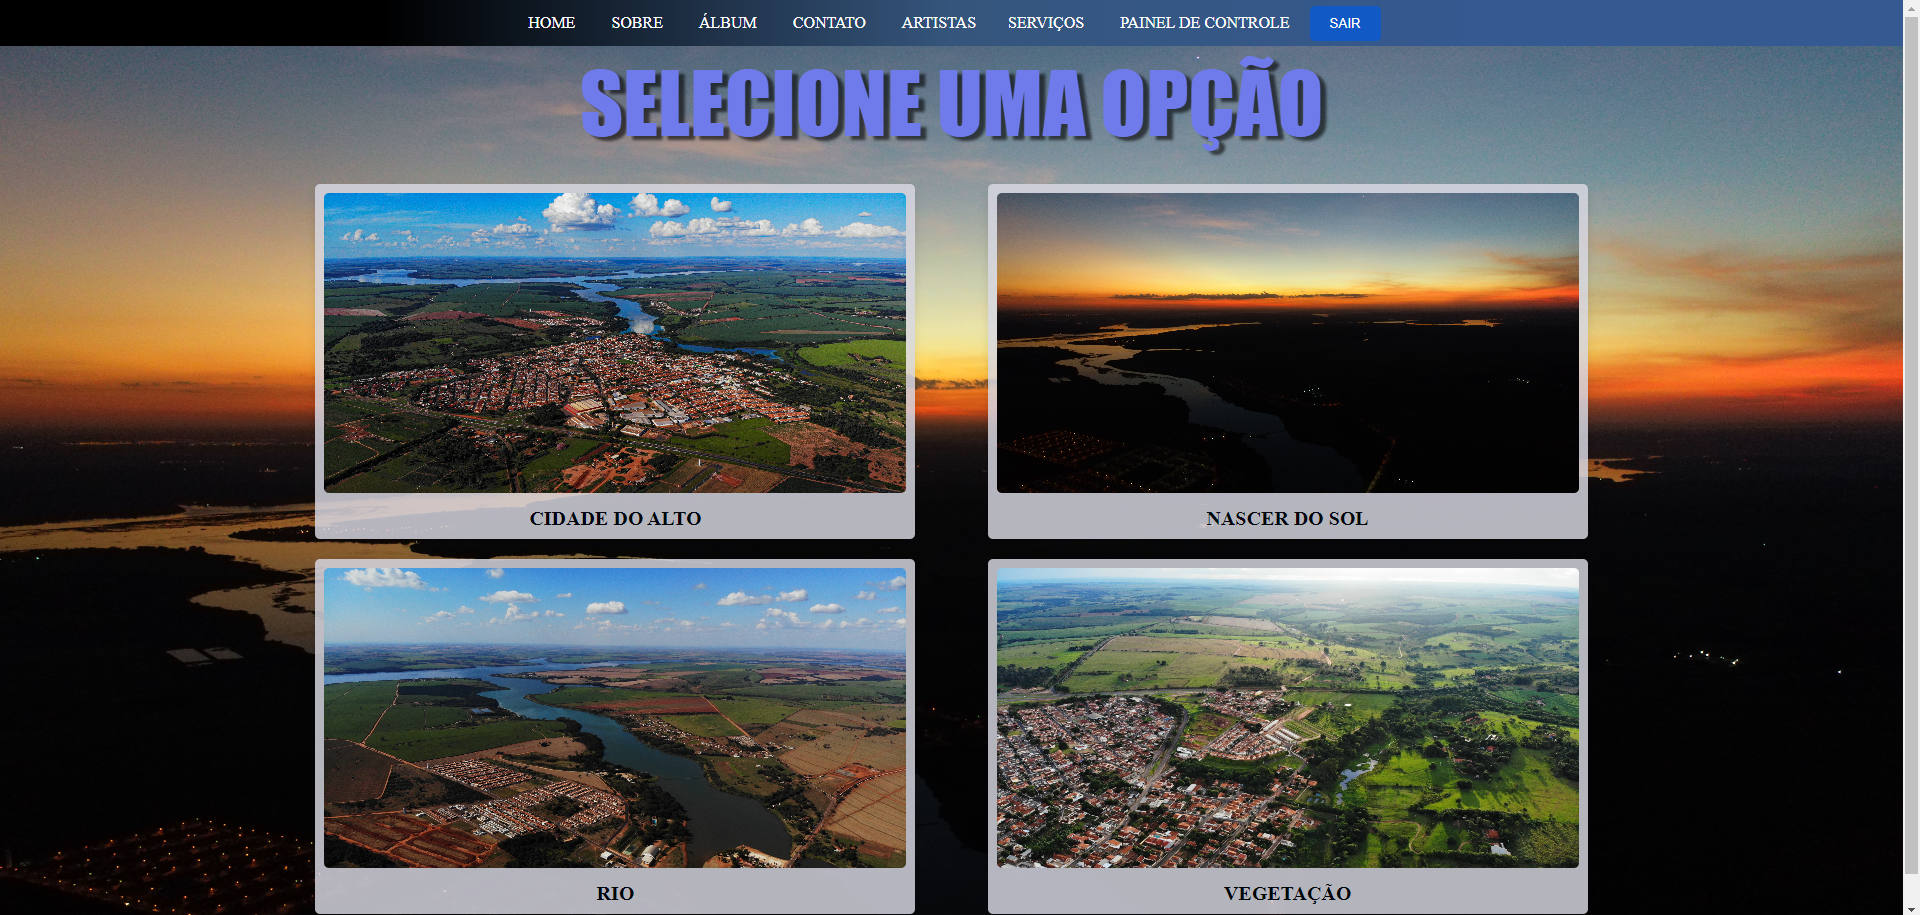 HOME SOBRE ÁLBUM CONTATO ARTISTAS SERVIÇOS PAINEL DE CONTROLE SAIR
SELECIONE UMA OPÇÃO
CIDADE DO ALTO
NASCER DO SOL
RIO
VEGETAÇÃO